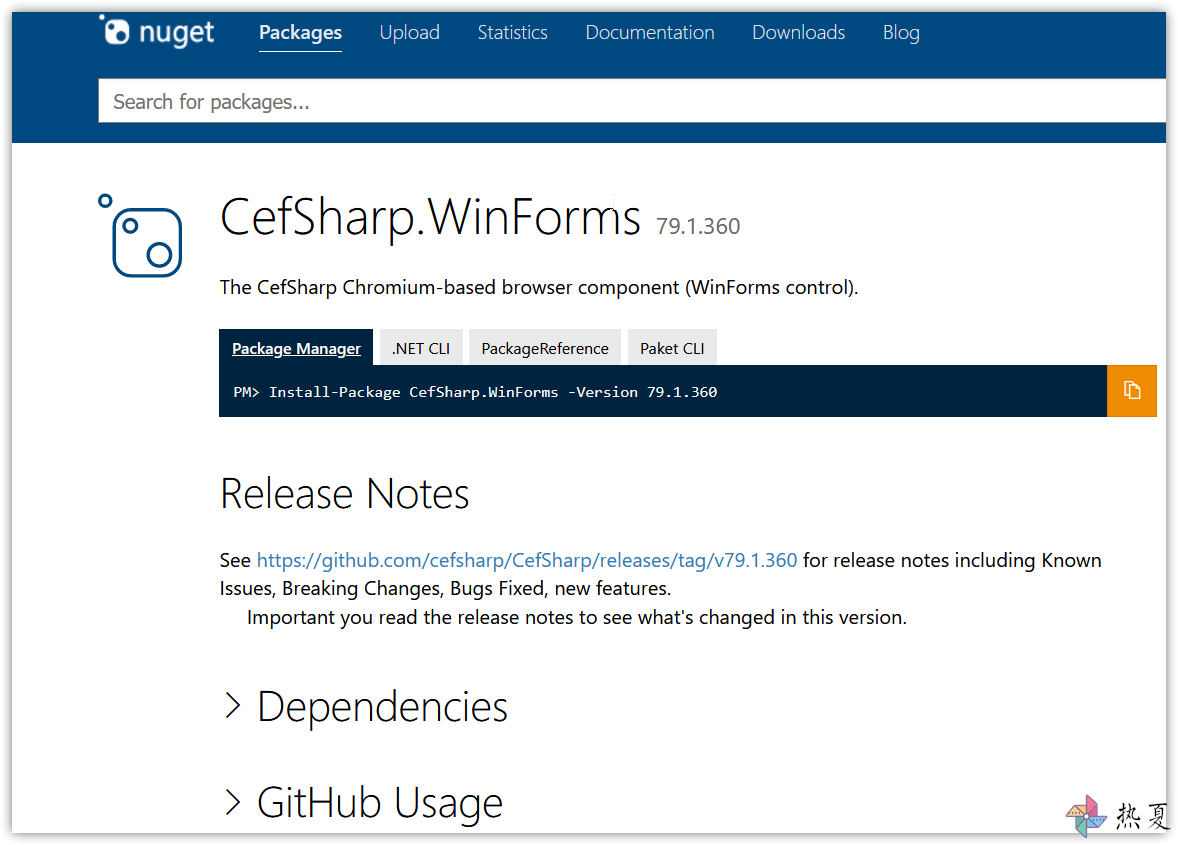 nuget Packages Upload Statistics Documentation Downloads Blog
Search for packages...
CefSharp.WinForms 79.1.360
The CefSharp Chromium-based browser component (WinForms control).
Package Manager .NET CLI PackageReference Paket CLI
PM> Install-Package CefSharp.WinForms -Version 79.1.360
Release Notes
See https://github.com/cefsharp/CefSharp/releases/tag/v79.1.360 for release notes including Known
Issues, Breaking Changes, Bugs Fixed, new features.
Important you read the release notes to see what's changed in this version.
Dependencies
GitHub Usage
热夏